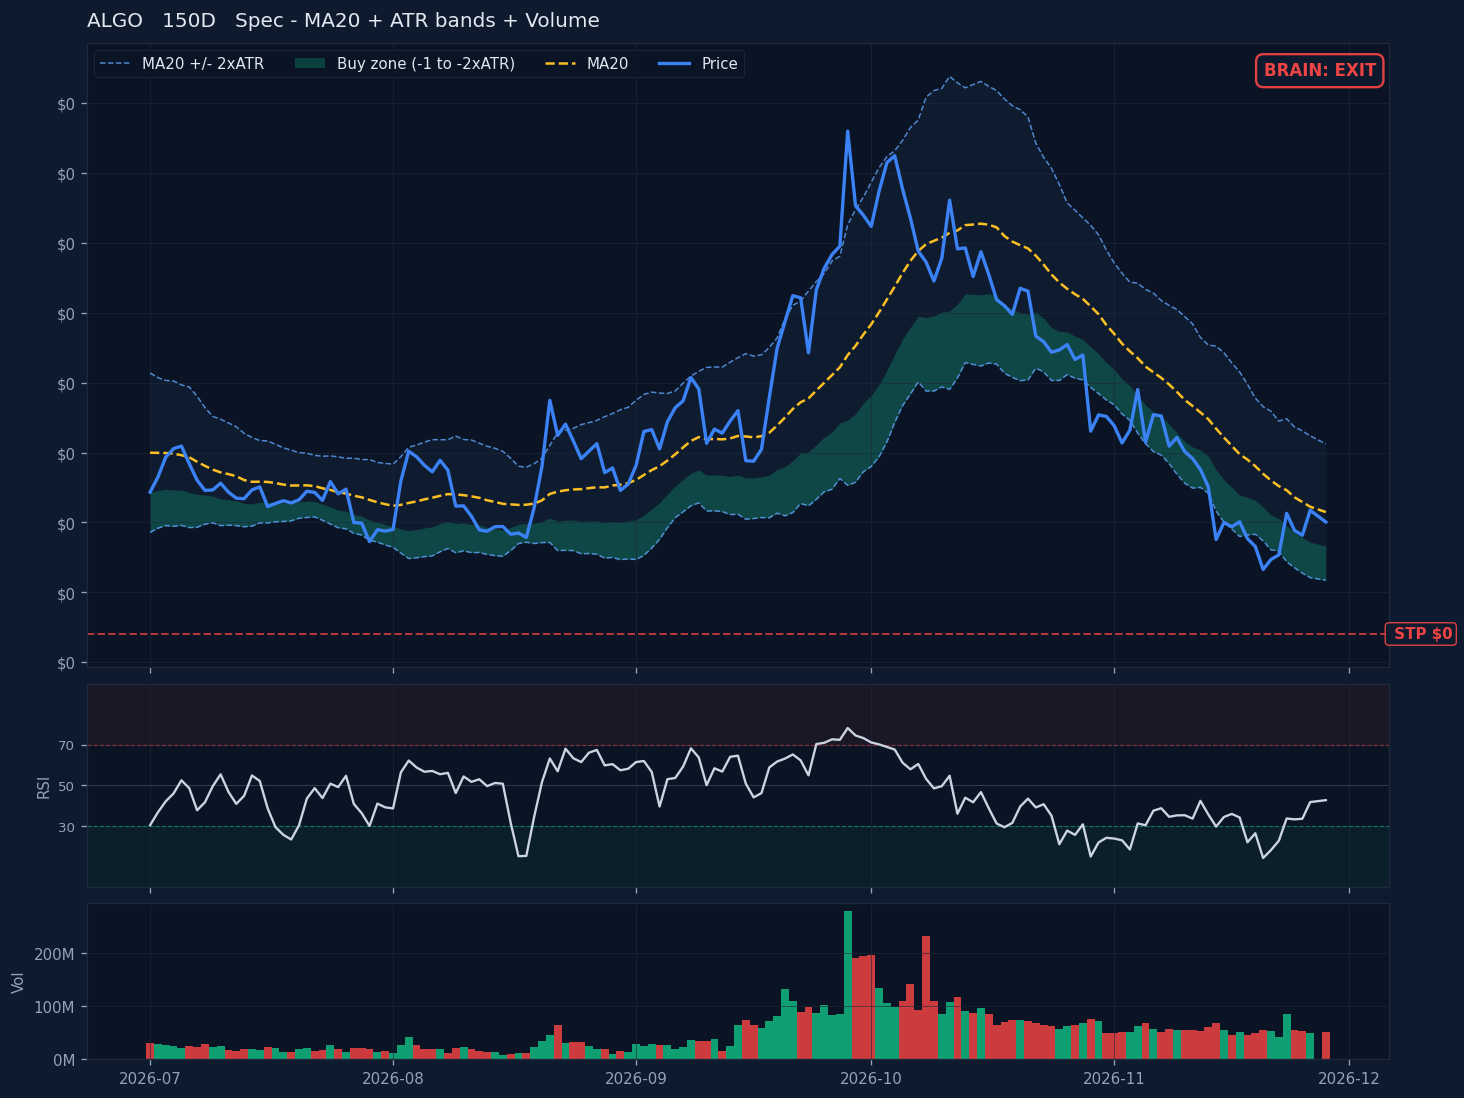 ALGO   150D   Spec - MA20 + ATR bands + Volume
MA20 +/- 2xATR
Buy zone (-1 to -2xATR)
MA20
Price
BRAIN: EXIT
$0
$0
$0
$0
$0
$0
$0
$0
$0
STP $0
RSI
70
50
30
Vol
200M
100M
0M
2026-07
2026-08
2026-09
2026-10
2026-11
2026-12